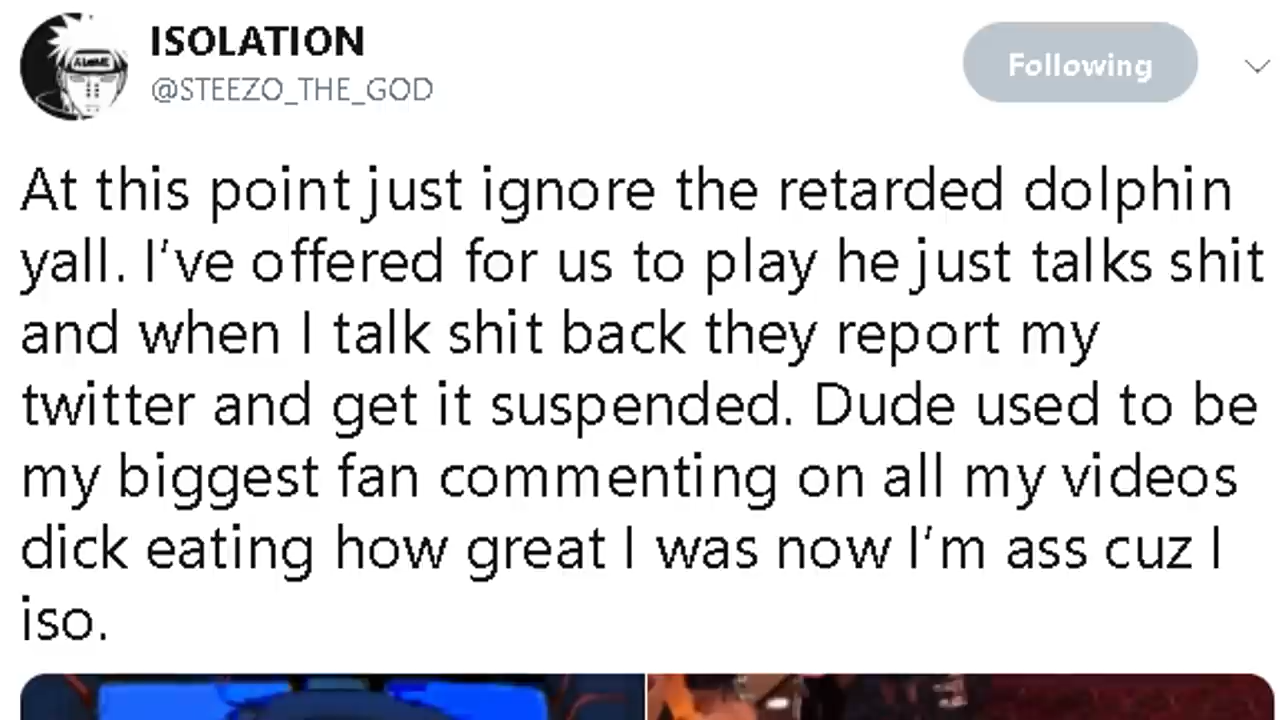 ISOLATION
@STEEZO_THE_GOD
Following
At this point just ignore the retarded dolphin
yall. I've offered for us to play he just talks shit
and when I talk shit back they report my
twitter and get it suspended. Dude used to be
my biggest fan commenting on all my videos
dick eating how great I was now I'm ass cuz I
iso.